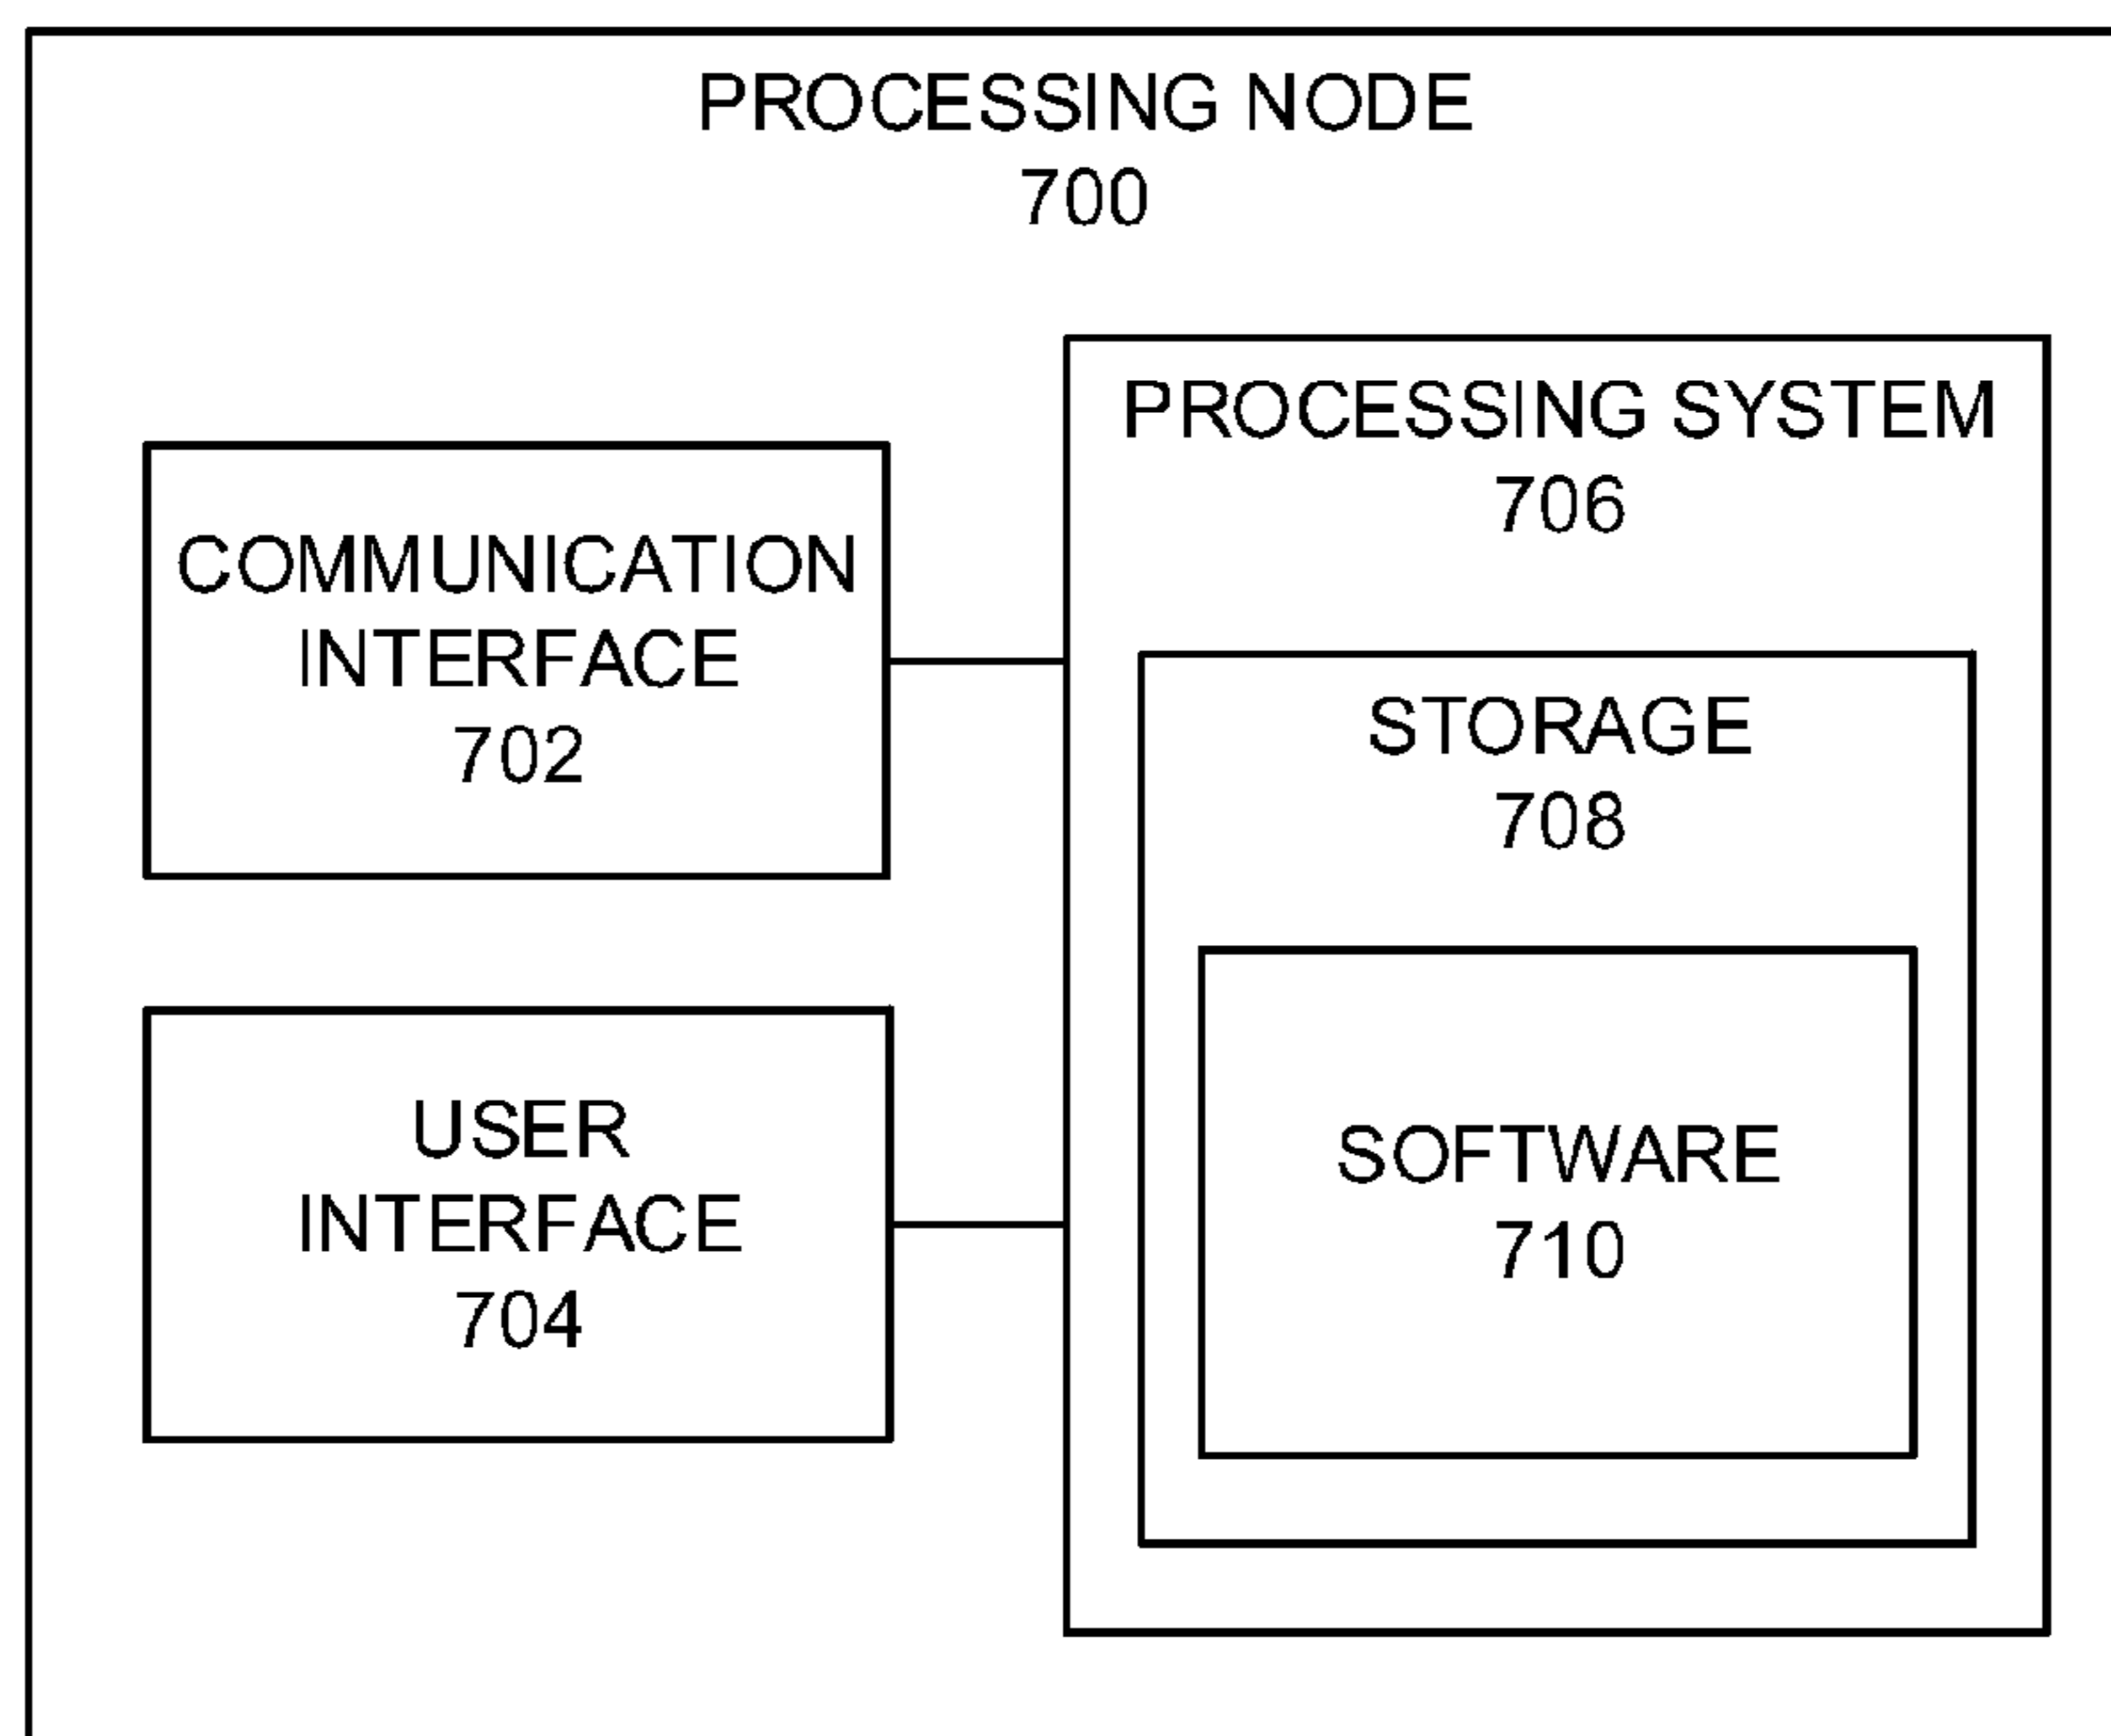 PROCESSING NODE
700
PROCESSING SYSTEM
706
COMMUNICATION
INTERFACE
702
STORAGE
708
USER
INTERFACE
704
SOFTWARE
710